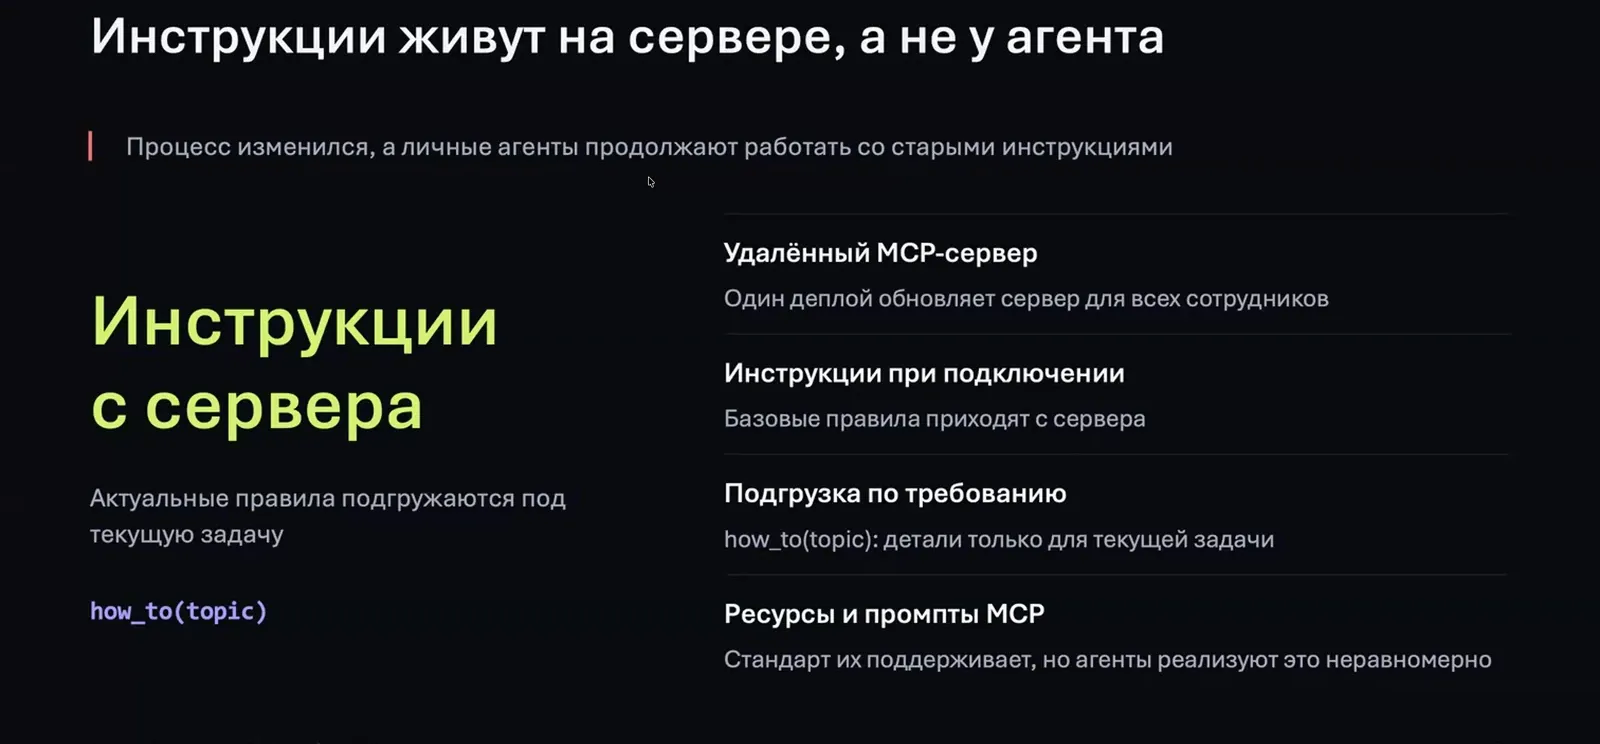 Инструкции живут на сервере, а не у агента
Процесс изменился, а личные агенты продолжают работать со старыми инструкциями
Инструкции
с сервера
Актуальные правила подгружаются под
текущую задачу
how_to(topic)
Удалённый MCP-сервер
Один деплой обновляет сервер для всех сотрудников
Инструкции при подключении
Базовые правила приходят с сервера
Подгрузка по требованию
how_to(topic): детали только для текущей задачи
Ресурсы и промпты MCP
Стандарт их поддерживает, но агенты реализуют это неравномерно